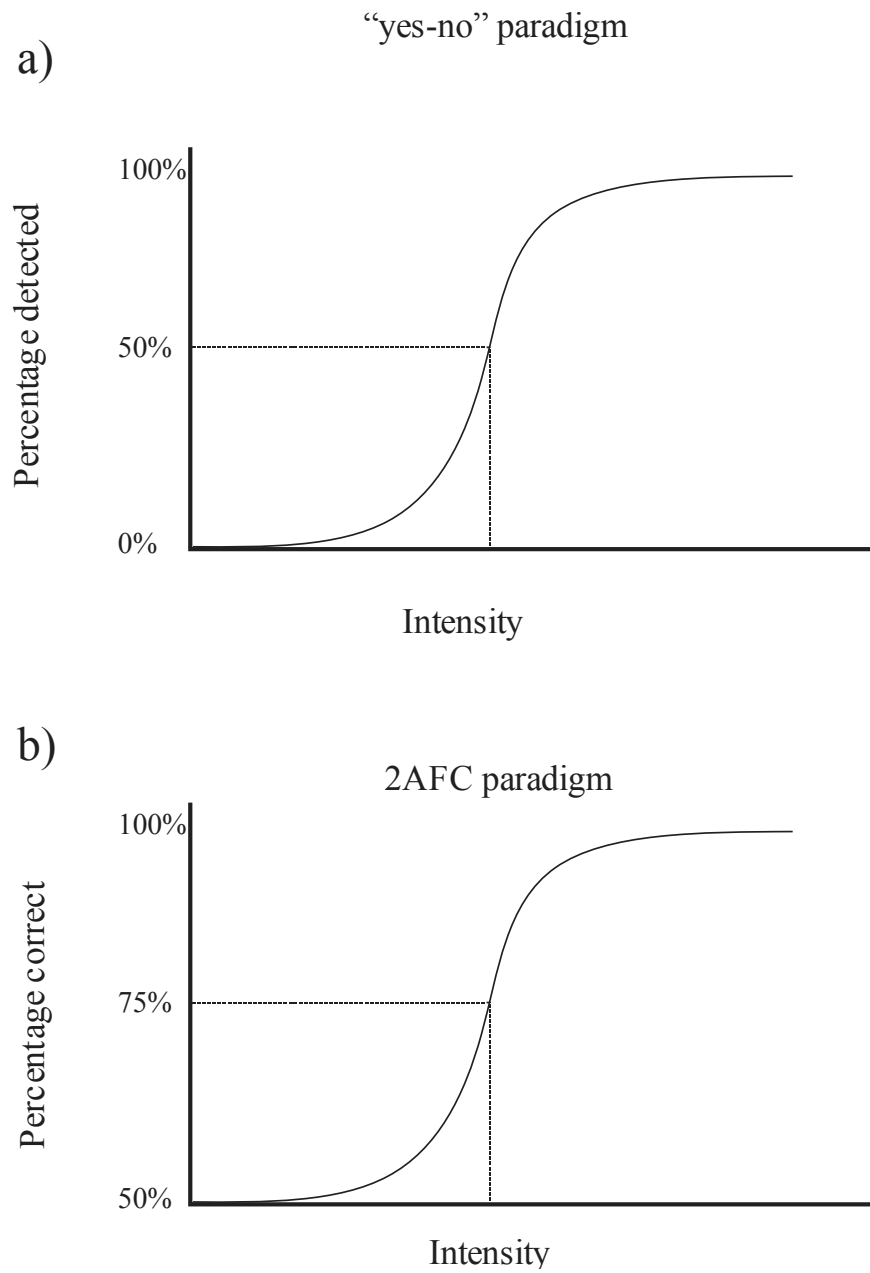 “yes-no” paradigm
a)
100%
Percentage detected
50%
0%
Intensity
b)
2AFC paradigm
100%
Percentage correct
75%
50%
Intensity